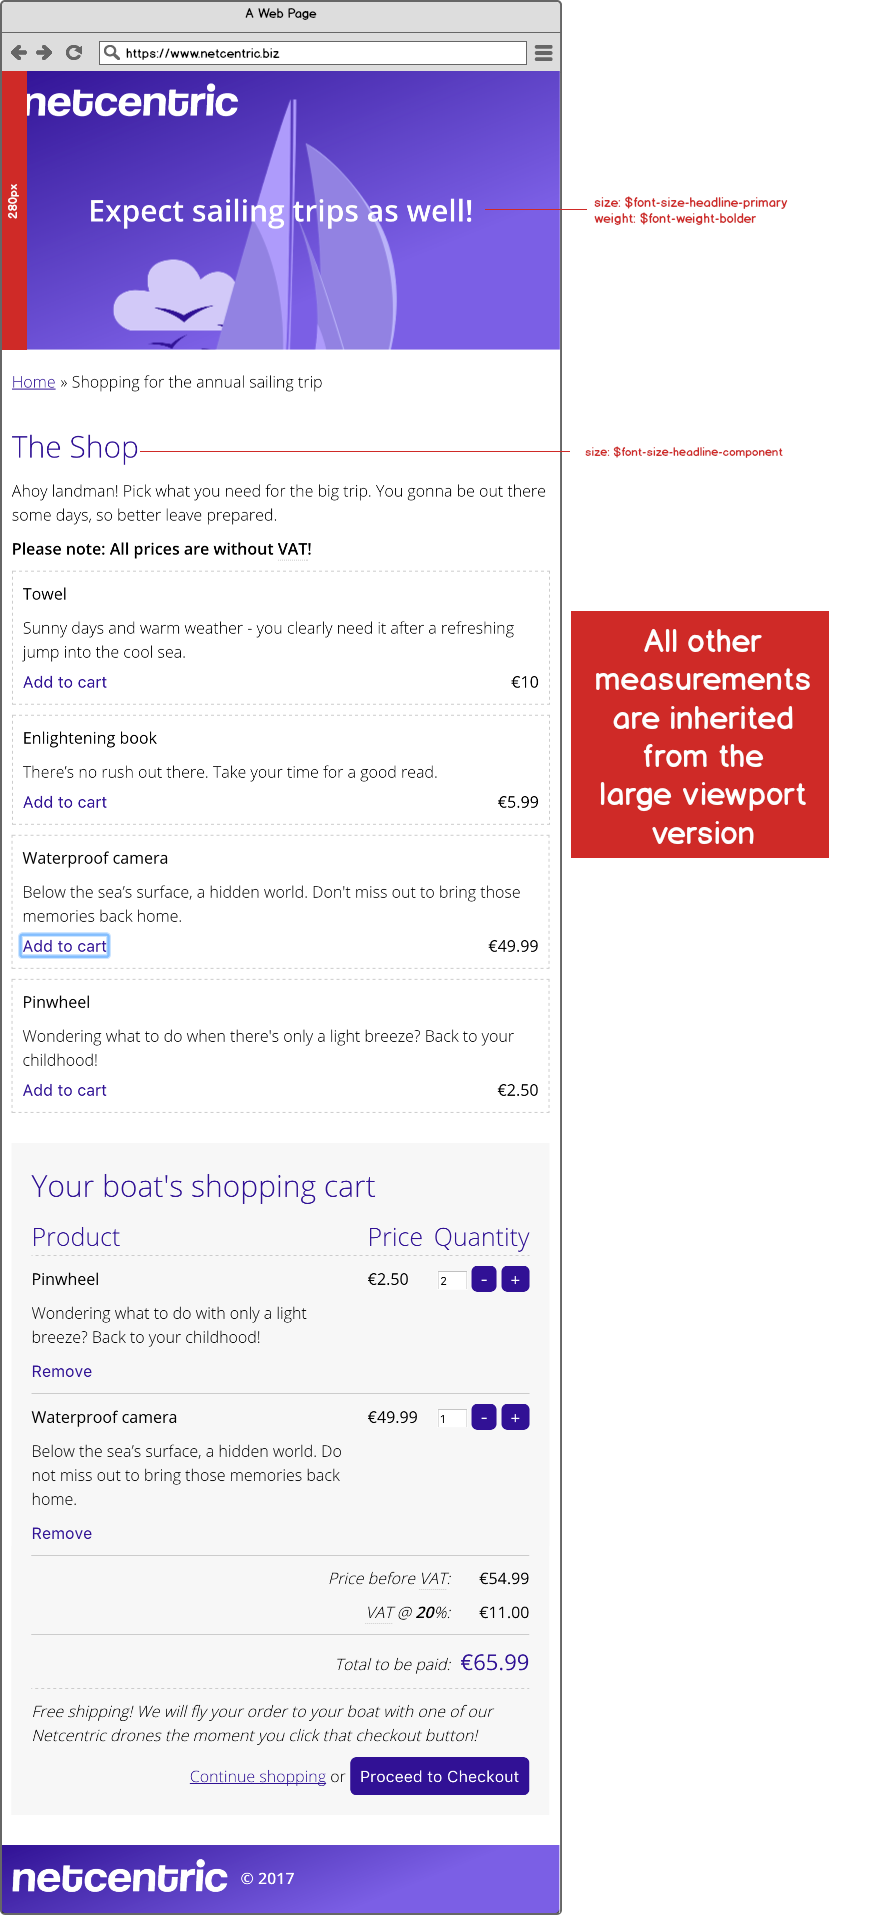 A Web Page
https://www.netcentric.biz
netcentric
280px
Expect sailing trips as well!
size: $font-size-headline-primary
weight: $font-weight-bolder
Home » Shopping for the annual sailing trip
The Shop
size: $font-size-headline-component
Ahoy landman! Pick what you need for the big trip. You gonna be out there
some days, so better leave prepared.
Please note: All prices are without VAT!
Towel
Sunny days and warm weather - you clearly need it after a refreshing
jump into the cool sea.
Add to cart €10
Enlightening book
There's no rush out there. Take your time for a good read.
Add to cart €5.99
All other
measurements
are inherited
from the
large viewport
version
Waterproof camera
Below the sea's surface, a hidden world. Don't miss out to bring those
memories back home.
Add to cart €49.99
Pinwheel
Wondering what to do when there's only a light breeze? Back to your
childhood!
Add to cart €2.50
Your boat's shopping cart
Product Price Quantity
Pinwheel €2.50 2 - +
Wondering what to do with only a light
breeze? Back to your childhood!
Remove
Waterproof camera €49.99 1 - +
Below the sea's surface, a hidden world. Do
not miss out to bring those memories back
home.
Remove
Price before VAT: €54.99
VAT @ 20%: €11.00
Total to be paid: €65.99
Free shipping! We will fly your order to your boat with one of our
Netcentric drones the moment you click that checkout button!
Continue shopping or Proceed to Checkout
netcentric © 2017